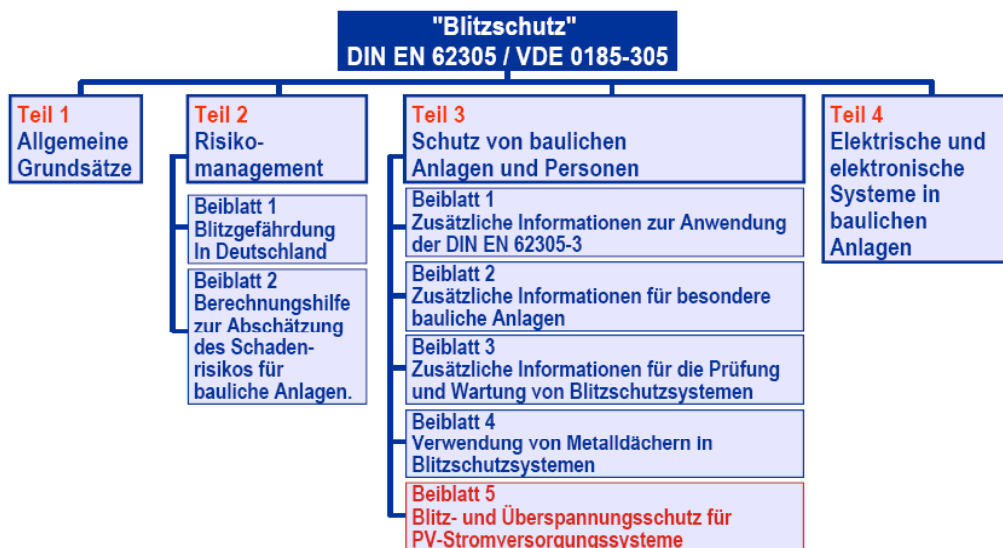 "Blitzschutz"
DIN EN 62305 / VDE 0185-305
Teil 1
Allgemeine
Grundsätze
Teil 2
Risiko-
management
Beiblatt 1
Blitzgefährdung
In Deutschland
Beiblatt 2
Berechnungshilfe
zur Abschätzung
des Schaden-
risikos für
bauliche Anlagen.
Teil 3
Schutz von baulichen
Anlagen und Personen
Beiblatt 1
Zusätzliche Informationen zur Anwendung
der DIN EN 62305-3
Beiblatt 2
Zusätzliche Informationen für besondere
bauliche Anlagen
Beiblatt 3
Zusätzliche Informationen für die Prüfung
und Wartung von Blitzschutzsystemen
Beiblatt 4
Verwendung von Metalldächern in
Blitzschutzsystemen
Beiblatt 5
Blitz- und Überspannungsschutz für
PV-Stromversorgungssysteme
Teil 4
Elektrische und
elektronische
Systeme in
baulichen
Anlagen